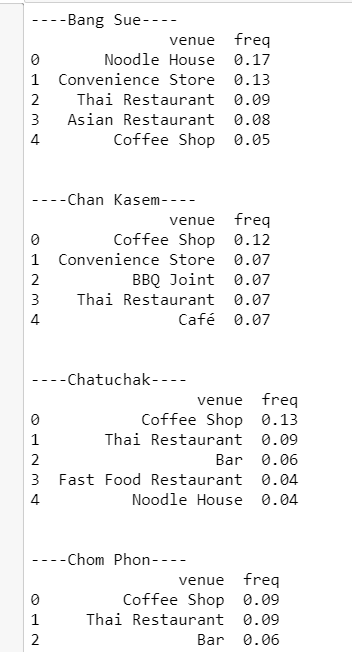 ----Bang Sue----
venue freq
0 Noodle House 0.17
1 Convenience Store 0.13
2 Thai Restaurant 0.09
3 Asian Restaurant 0.08
4 Coffee Shop 0.05
----Chan Kasem----
venue freq
0 Coffee Shop 0.12
1 Convenience Store 0.07
2 BBQ Joint 0.07
3 Thai Restaurant 0.07
4 Café 0.07
----Chatuchak----
venue freq
0 Coffee Shop 0.13
1 Thai Restaurant 0.09
2 Bar 0.06
3 Fast Food Restaurant 0.04
4 Noodle House 0.04
----Chom Phon----
venue freq
0 Coffee Shop 0.09
1 Thai Restaurant 0.09
2 Bar 0.06